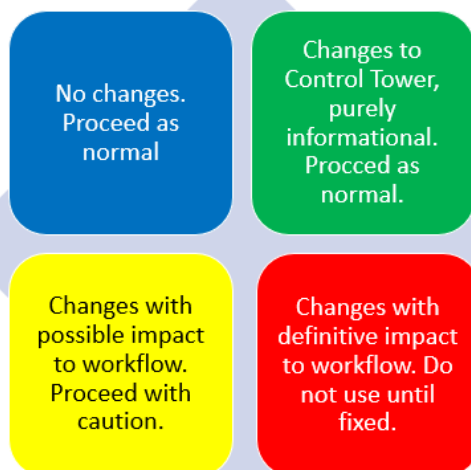 No changes.
Proceed as
normal
Changes to
Control Tower,
purely
informational.
Procced as
normal.
Changes with
possible impact
to workflow.
Proceed with
caution.
Changes with
definitive impact
to workflow. Do
not use until
fixed.